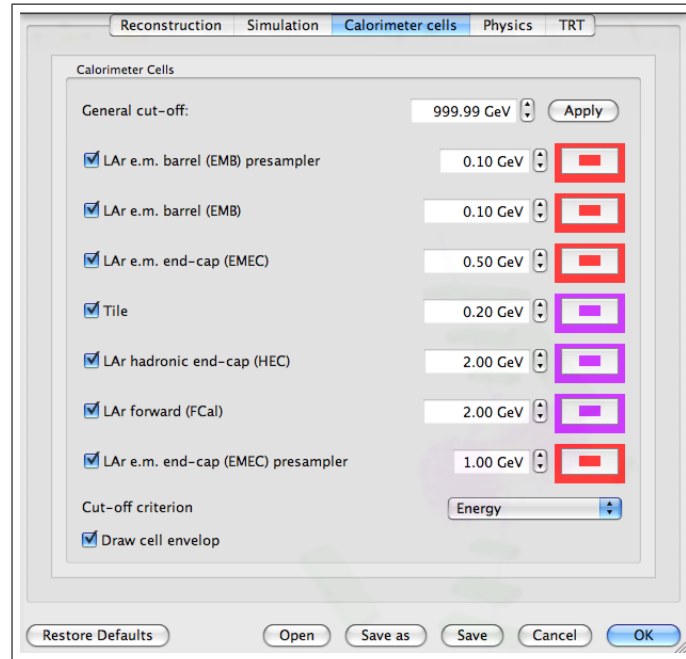 Reconstruction Simulation Calorimeter cells Physics TRT
Calorimeter Cells
General cut-off: 999.99 GeV Apply
LAr e.m. barrel (EMB) presampler 0.10 GeV
LAr e.m. barrel (EMB) 0.10 GeV
LAr e.m. end-cap (EMEC) 0.50 GeV
Tile 0.20 GeV
LAr hadronic end-cap (HEC) 2.00 GeV
LAr forward (FCal) 2.00 GeV
LAr e.m. end-cap (EMEC) presampler 1.00 GeV
Cut-off criterion Energy
Draw cell envelop
Restore Defaults Open Save as Save Cancel OK